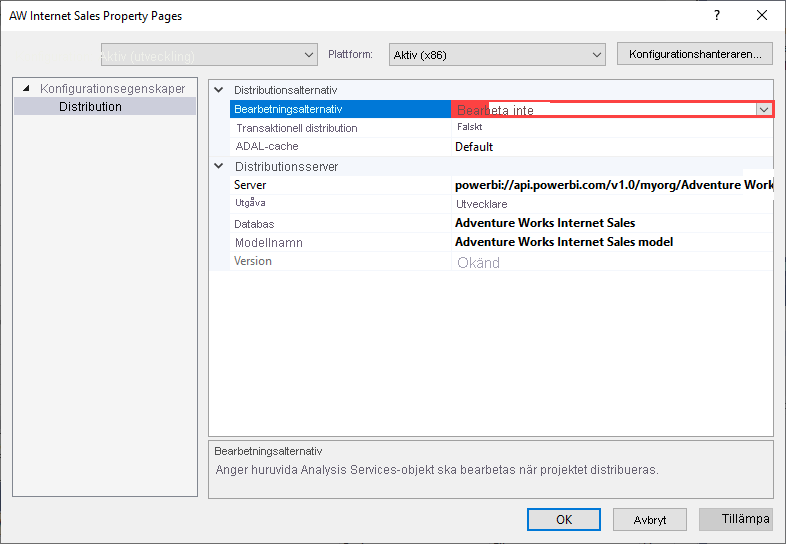 AW Internet Sales Property Pages
Aktiv (utveckling) Plattform: Aktiv (x86) Konfigurationshanteraren...
Konfigurationsegenskaper
Distribution
Distributionsalternativ
Bearbetningsalternativ Bearbeta inte
Transaktionell distribution Falskt
ADAL-cache Default
Distributionsserver
Server powerbi://api.powerbi.com/v1.0/myorg/Adventure Work
Utgåva Utvecklare
Databas Adventure Works Internet Sales
Modellnamn Adventure Works Internet Sales model
Version Okänd
Bearbetningsalternativ
Anger huruvida Analysis Services-objekt ska bearbetas när projektet distribueras.
OK Avbryt Tillämpa